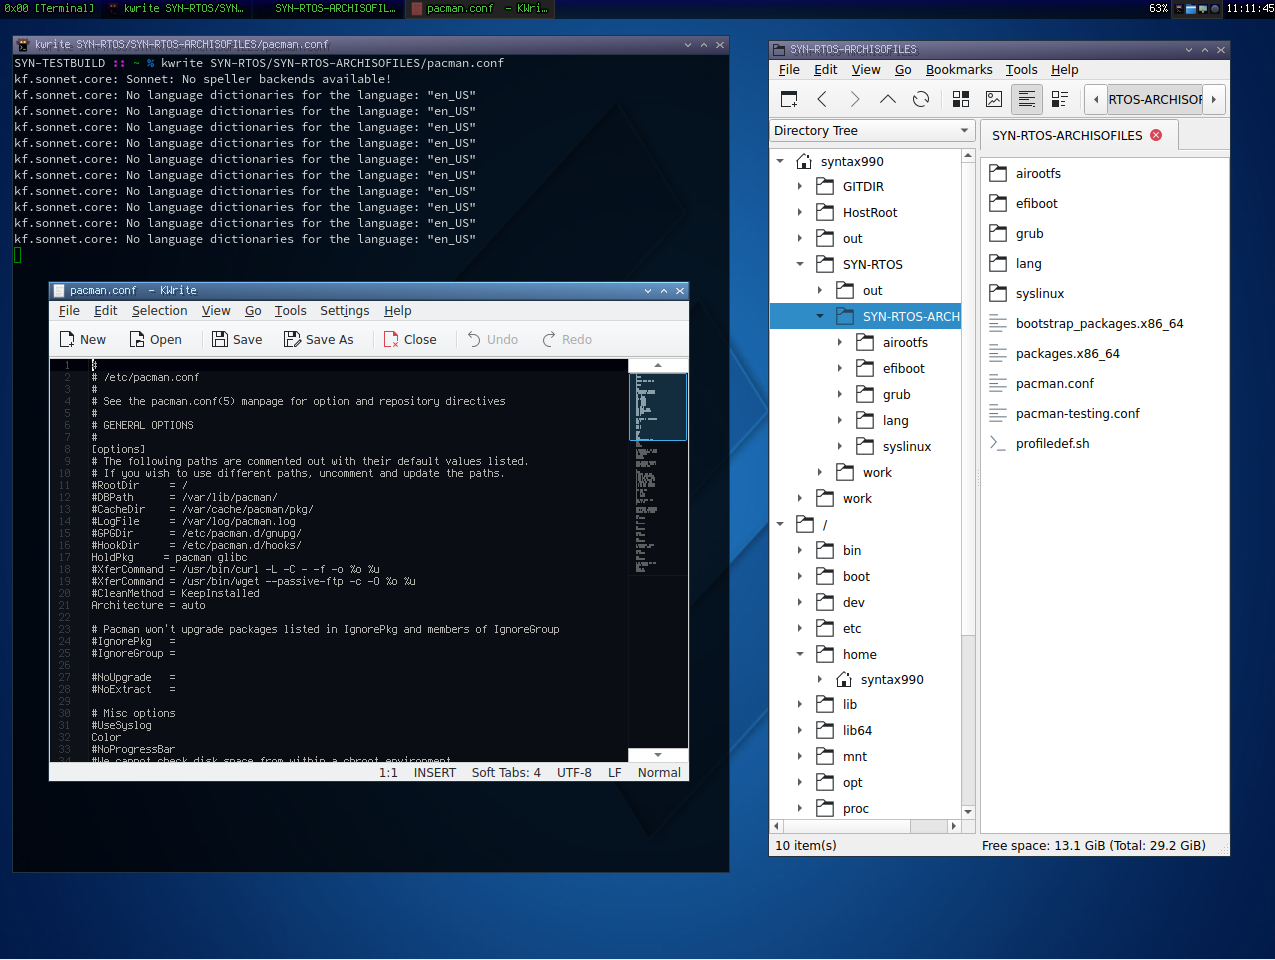 0x00 [Terminal]
kwrite SYN-RTOS/SYN...
SYN-RTOS-ARCHISOFIL...
pacman.conf  - KWri...
63%
11:11:45
kwrite SYN-RTOS/SYN-RTOS-ARCHISOFILES/pacman.conf
SYN-TESTBUILD :: ~ % kwrite SYN-RTOS/SYN-RTOS-ARCHISOFILES/pacman.conf
kf.sonnet.core: Sonnet: No speller backends available!
kf.sonnet.core: No language dictionaries for the language: "en_US"
kf.sonnet.core: No language dictionaries for the language: "en_US"
kf.sonnet.core: No language dictionaries for the language: "en_US"
kf.sonnet.core: No language dictionaries for the language: "en_US"
kf.sonnet.core: No language dictionaries for the language: "en_US"
kf.sonnet.core: No language dictionaries for the language: "en_US"
kf.sonnet.core: No language dictionaries for the language: "en_US"
kf.sonnet.core: No language dictionaries for the language: "en_US"
kf.sonnet.core: No language dictionaries for the language: "en_US"
kf.sonnet.core: No language dictionaries for the language: "en_US"
pacman.conf  - KWrite
File Edit Selection View Go Tools Settings Help
New Open Save Save As Close Undo Redo
1 #
2 # /etc/pacman.conf
3 #
4 # See the pacman.conf(5) manpage for option and repository directives
5 #
6 # GENERAL OPTIONS
7 #
8 [options]
9 # The following paths are commented out with their default values listed.
10 # If you wish to use different paths, uncomment and update the paths.
11 #RootDir     = /
12 #DBPath      = /var/lib/pacman/
13 #CacheDir    = /var/cache/pacman/pkg/
14 #LogFile     = /var/log/pacman.log
15 #GPGDir      = /etc/pacman.d/gnupg/
16 #HookDir     = /etc/pacman.d/hooks/
17 HoldPkg     = pacman glibc
18 #XferCommand = /usr/bin/curl -L -C - -f -o %o %u
19 #XferCommand = /usr/bin/wget --passive-ftp -c -O %o %u
20 #CleanMethod = KeepInstalled
21 Architecture = auto
22
23 # Pacman won't upgrade packages listed in IgnorePkg and members of IgnoreGroup
24 #IgnorePkg   =
25 #IgnoreGroup =
26
27 #NoUpgrade   =
28 #NoExtract   =
29
30 # Misc options
31 #UseSyslog
32 Color
33 #NoProgressBar
34 #We cannot check disk space from within a chroot environment
1:1 INSERT Soft Tabs: 4 UTF-8 LF Normal
SYN-RTOS-ARCHISOFILES
File Edit View Go Bookmarks Tools Help
RTOS-ARCHISOF
Directory Tree
syntax990
GITDIR
HostRoot
out
SYN-RTOS
out
SYN-RTOS-ARCH
airootfs
efiboot
grub
lang
syslinux
work
work
/
bin
boot
dev
etc
home
syntax990
lib
lib64
mnt
opt
proc
SYN-RTOS-ARCHISOFILES
airootfs
efiboot
grub
lang
syslinux
bootstrap_packages.x86_64
packages.x86_64
pacman.conf
pacman-testing.conf
profiledef.sh
10 item(s)
Free space: 13.1 GiB (Total: 29.2 GiB)